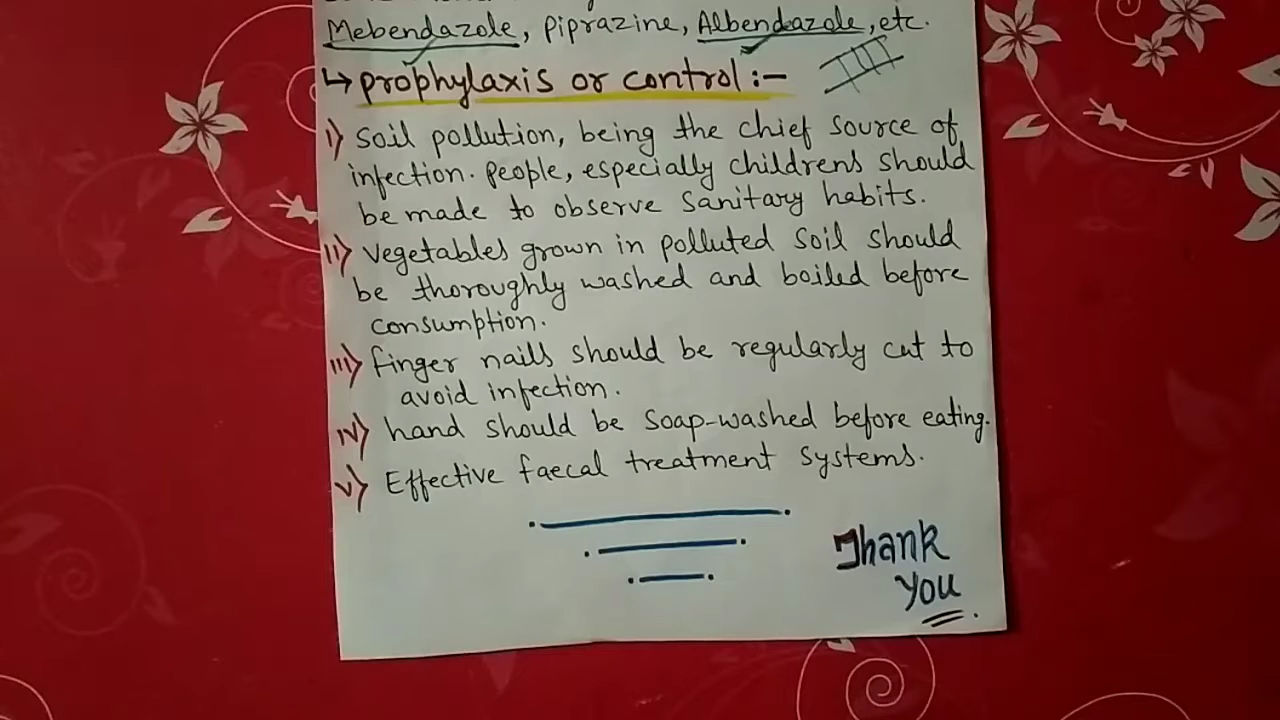 Mebendazole, piprazine, Albendazole, etc.
↳ prophylaxis or control :-
i) Soil pollution, being the chief source of
infection. people, especially childrens should
be made to observe sanitary habits.
ii) Vegetables grown in polluted soil should
be thoroughly washed and boiled before
consumption.
iii) finger nails should be regularly cut to
avoid infection.
iv) hand should be soap-washed before eating.
v) Effective faecal treatment systems.
Thank
you